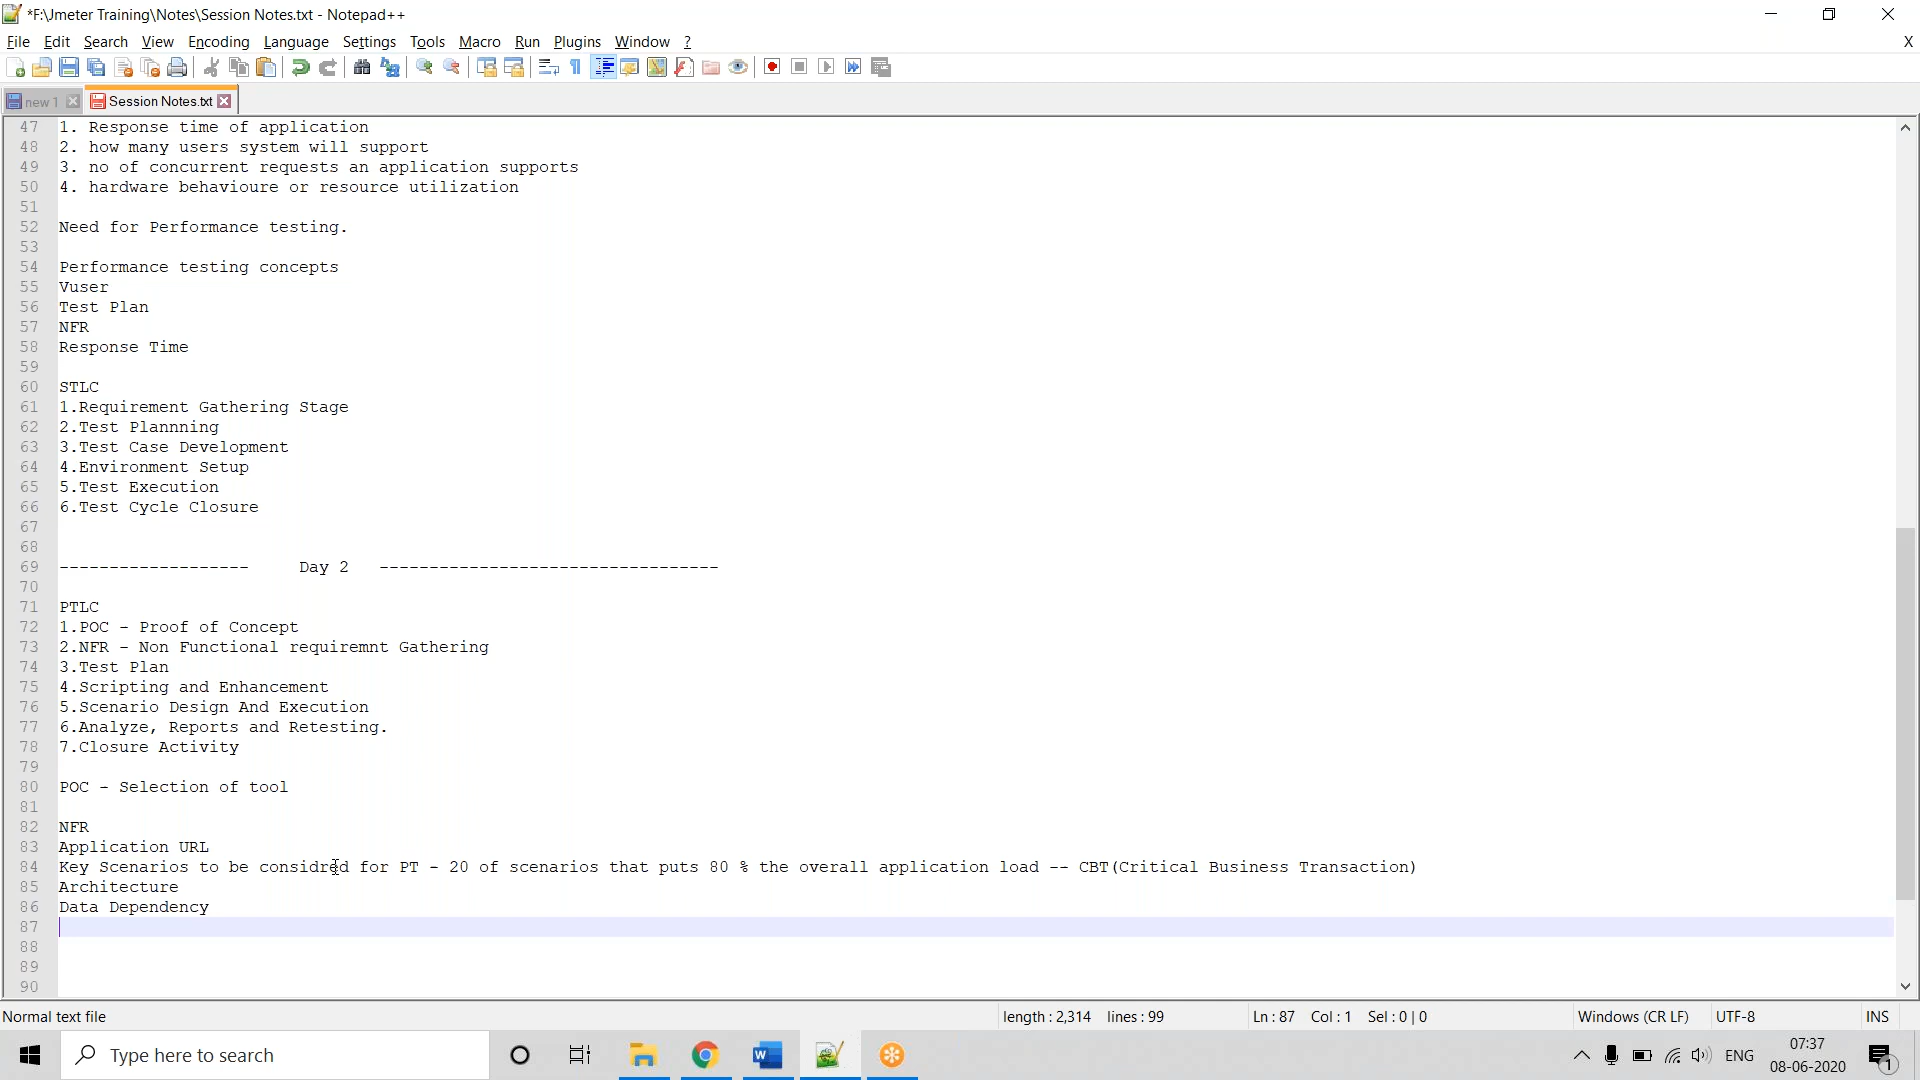 *F:\Jmeter Training\Notes\Session Notes.txt - Notepad++
File Edit Search View Encoding Language Settings Tools Macro Run Plugins Window ? X
new 1 Session Notes.txt
47 1. Response time of application
48 2. how many users system will support
49 3. no of concurrent requests an application supports
50 4. hardware behavioure or resource utilization
51
52 Need for Performance testing.
53
54 Performance testing concepts
55 Vuser
56 Test Plan
57 NFR
58 Response Time
59
60 STLC
61 1.Requirement Gathering Stage
62 2.Test Plannning
63 3.Test Case Development
64 4.Environment Setup
65 5.Test Execution
66 6.Test Cycle Closure
67
68
69 ------------------- Day 2 ----------------------------------
70
71 PTLC
72 1.POC - Proof of Concept
73 2.NFR - Non Functional requiremnt Gathering
74 3.Test Plan
75 4.Scripting and Enhancement
76 5.Scenario Design And Execution
77 6.Analyze, Reports and Retesting.
78 7.Closure Activity
79
80 POC - Selection of tool
81
82 NFR
83 Application URL
84 Key Scenarios to be considred for PT - 20 of scenarios that puts 80 % the overall application load -- CBT(Critical Business Transaction)
85 Architecture
86 Data Dependency
87
88
89
90
Normal text file length : 2,314 lines : 99 Ln : 87 Col : 1 Sel : 0 | 0 Windows (CR LF) UTF-8 INS
Type here to search ENG 07:37
08-06-2020 1